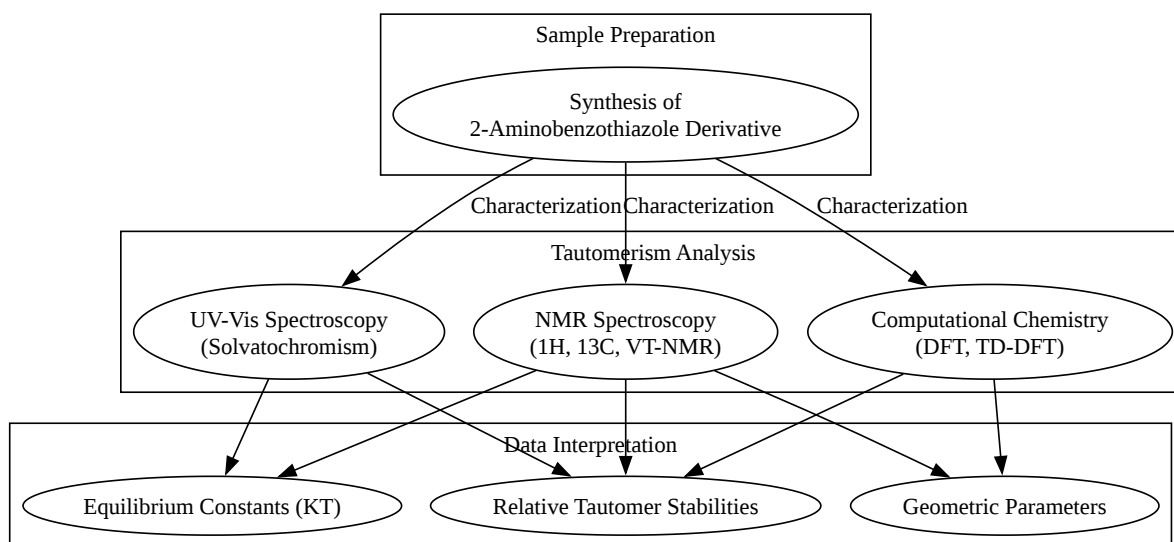 Sample Preparation
Synthesis of
2-Aminobenzothiazole Derivative
Characterization
Characterization
Characterization
Tautomerism Analysis
UV-Vis Spectroscopy
(Solvatochromism)
NMR Spectroscopy
(1H, 13C, VT-NMR)
Computational Chemistry
(DFT, TD-DFT)
Data Interpretation
Equilibrium Constants (KT)
Relative Tautomer Stabilities
Geometric Parameters